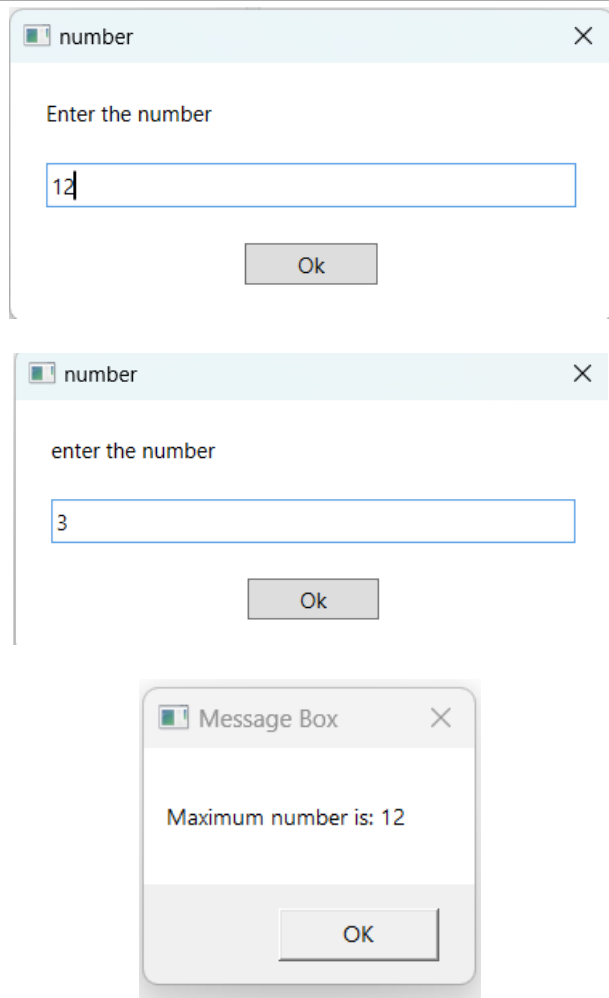 number
Enter the number
12
Ok
number
enter the number
3
Ok
Message Box
Maximum number is: 12
OK